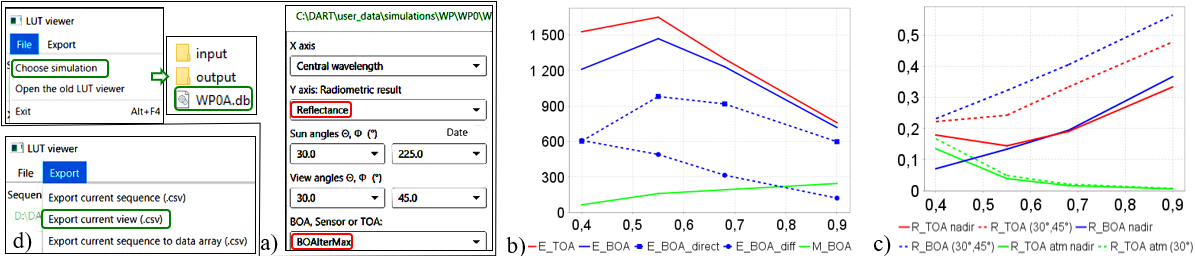 LUT viewer
File Export
Choose simulation
Open the old LUT viewer
Exit Alt+F4
input
output
WP0A.db
LUT viewer
File Export
Sequen
Export current sequence (.csv)
D:\DA
Export current view (.csv)
Export current sequence to data array (.csv)
d)
C:\DART\user_data\simulations\WP\WP0\W
X axis
Central wavelength
Y axis: Radiometric result
Reflectance
Sun angles Θ, Φ (°) Date
30.0 225.0
View angles Θ, Φ (°)
30.0 45.0
BOA, Sensor or TOA:
BOAlterMax
a)
1 500
1 200
900
600
300
0
0,4 0,5 0,6 0,7 0,8 0,9
E_TOA E_BOA E_BOA_direct E_BOA_diff M_BOA
b)
0,5
0,4
0,3
0,2
0,1
0
0,4 0,5 0,6 0,7 0,8 0,9
R_TOA nadir R_TOA (30°,45°) R_BOA nadir
R_BOA (30°,45°) R_TOA atm nadir R_TOA atm (30°)
c)